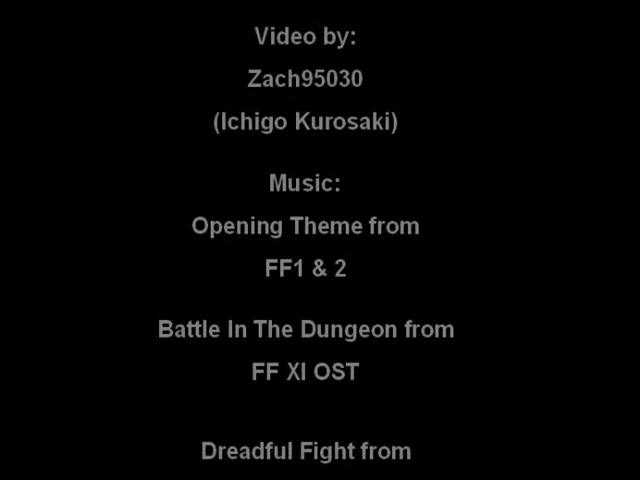 Video by:
Zach95030
(Ichigo Kurosaki)
Music:
Opening Theme from
FF1 & 2
Battle In The Dungeon from
FF XI OST
Dreadful Fight from